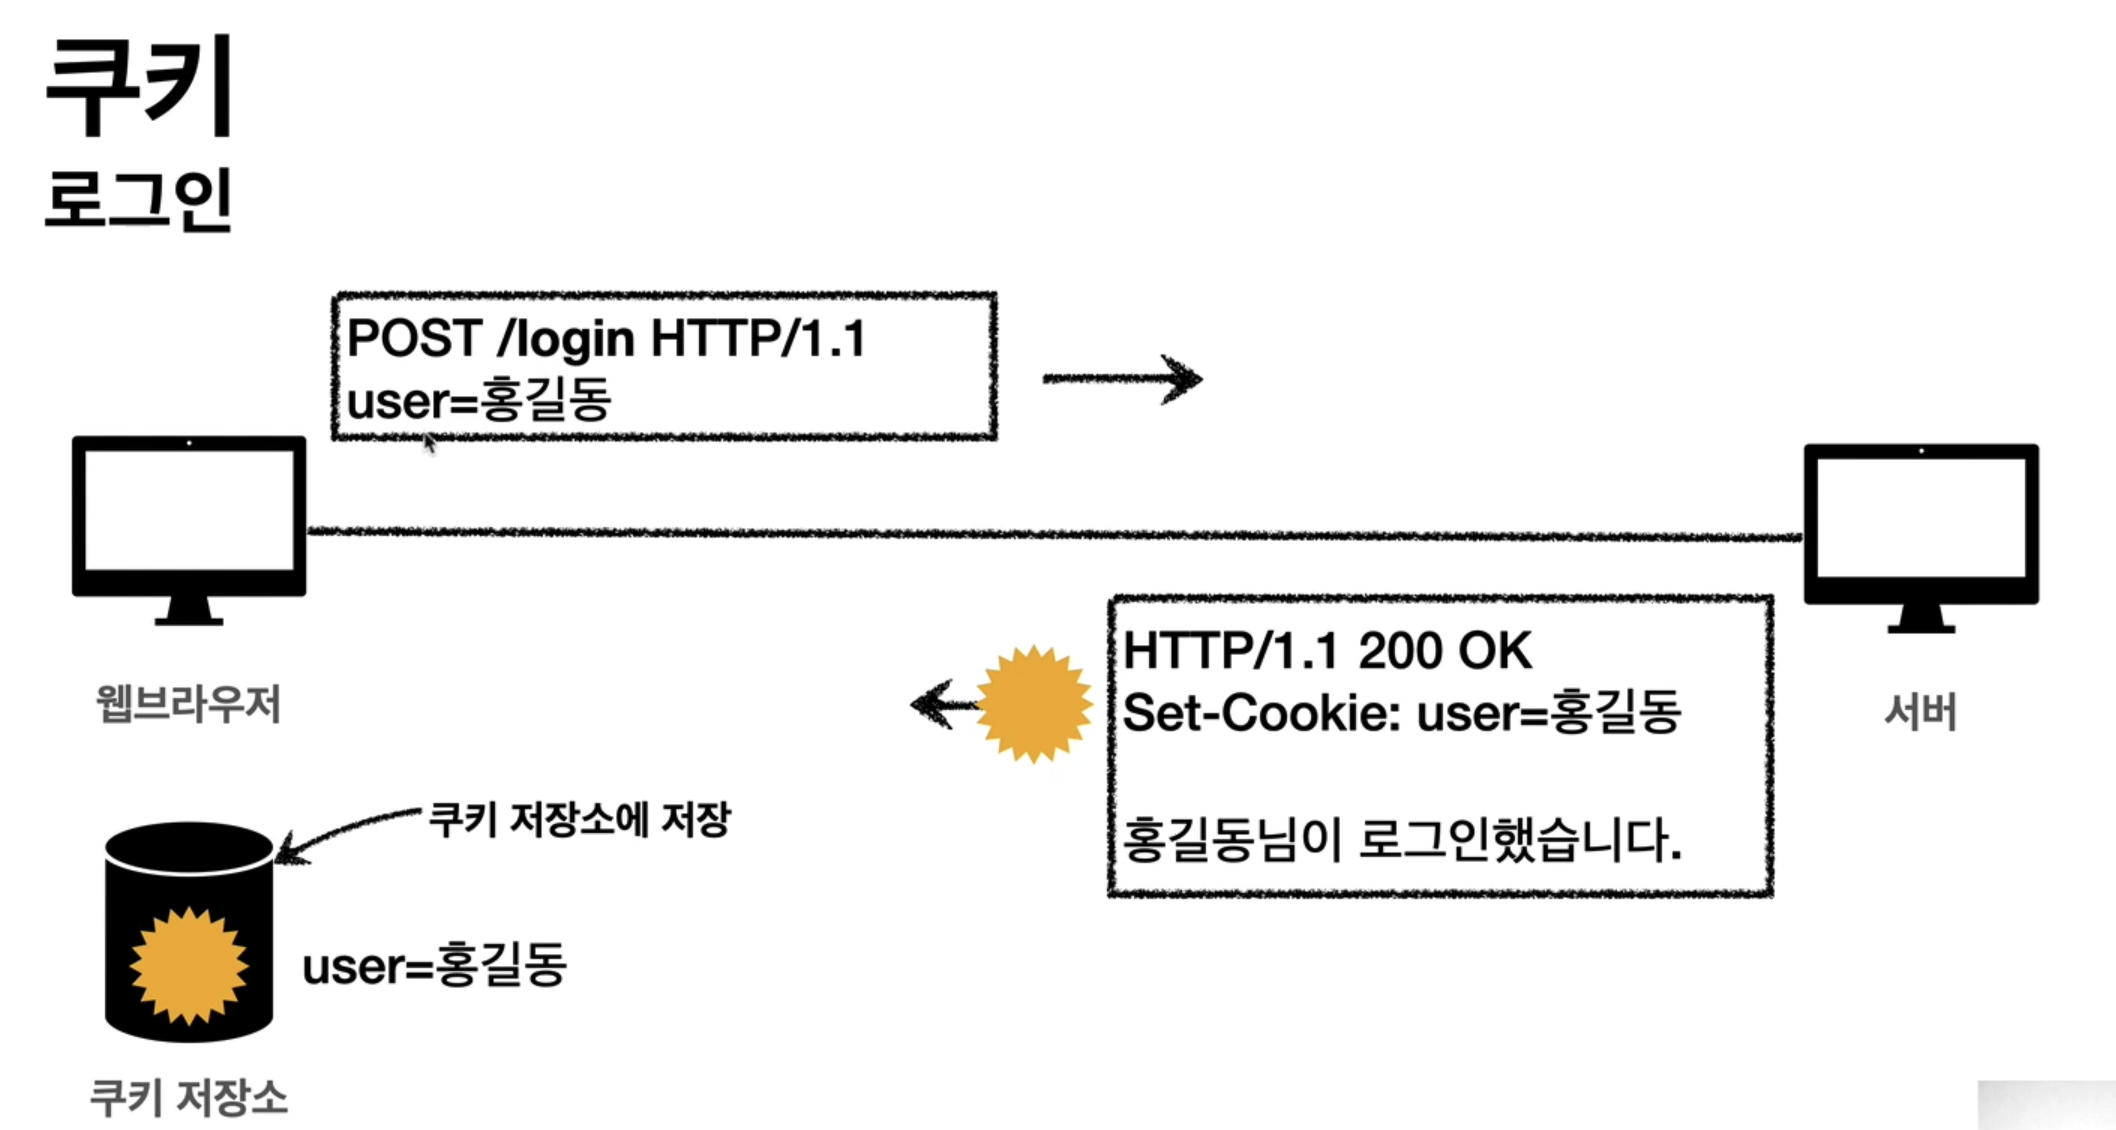 쿠키
로그인
POST /login HTTP/1.1
user=홍길동
웹브라우저
서버
HTTP/1.1 200 OK
Set-Cookie: user=홍길동
홍길동님이 로그인했습니다.
쿠키 저장소에 저장
user=홍길동
쿠키 저장소